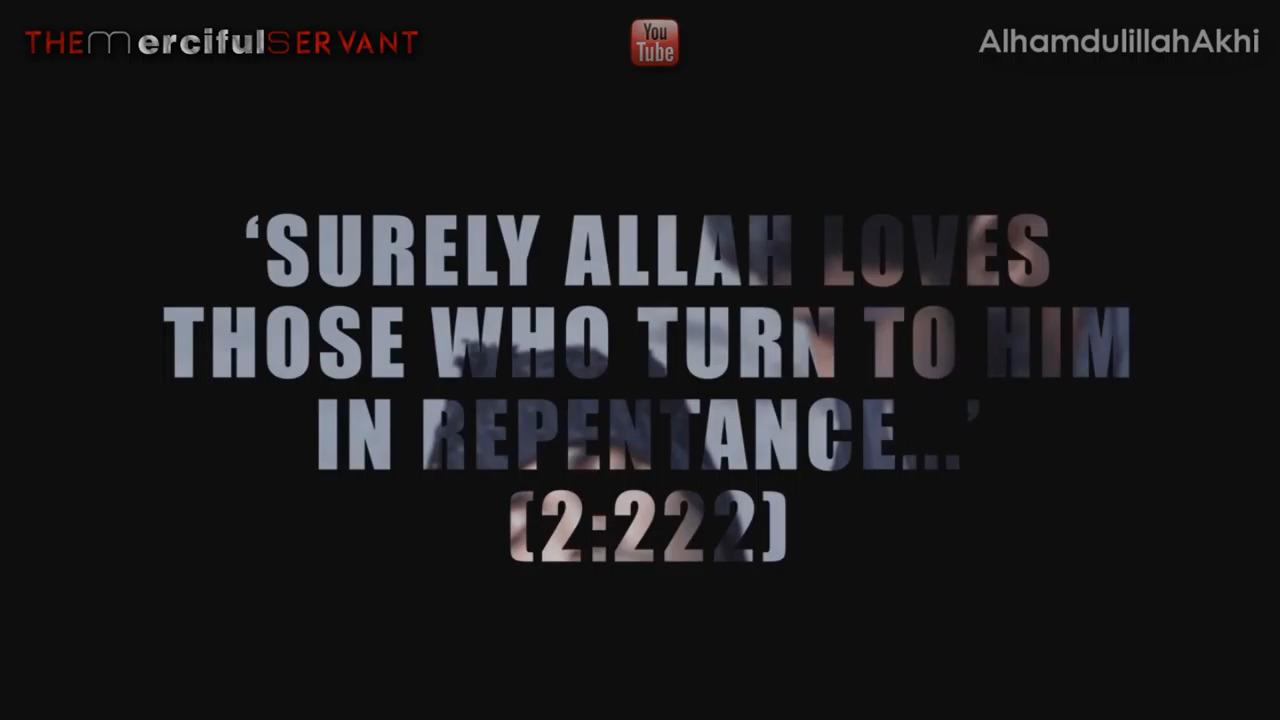 THEmercifulSERVANT
You
Tube
AlhamdulillahAkhi
‘SURELY ALLAH LOVES
THOSE WHO TURN TO HIM
IN REPENTANCE...’
(2:222)